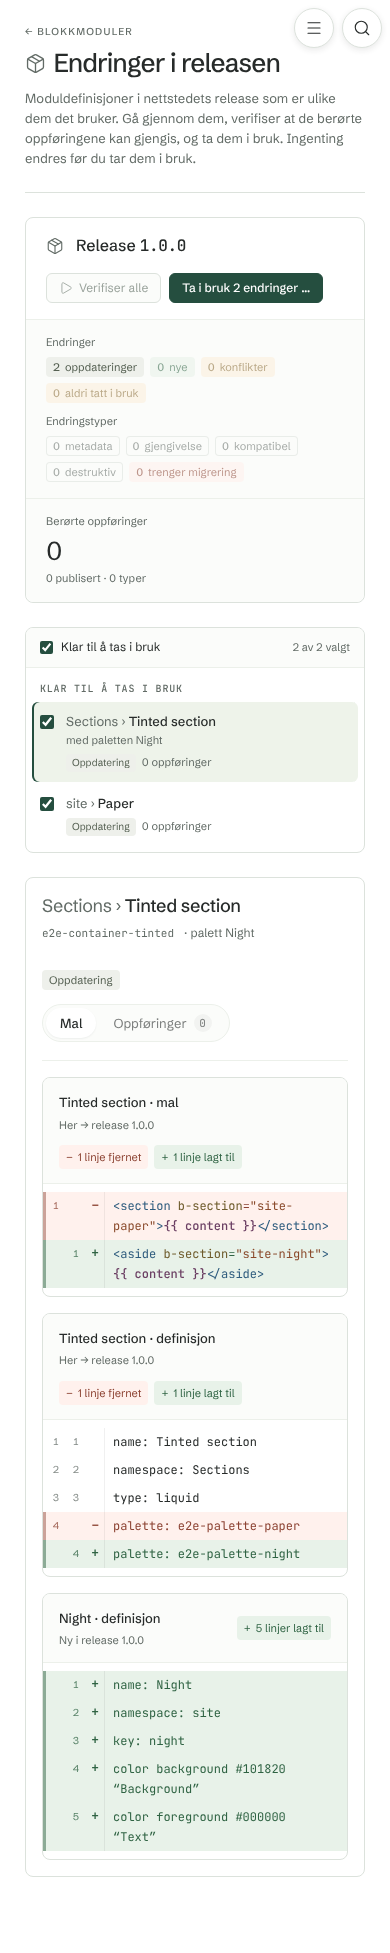 ← BLOKKMODULER
Endringer i releasen
Moduldefinisjoner i nettstedets release som er ulike
dem det bruker. Gå gjennom dem, verifiser at de berørte
oppføringene kan gjengis, og ta dem i bruk. Ingenting
endres før du tar dem i bruk.
Release 1.0.0
Verifiser alle
Ta i bruk 2 endringer ...
Endringer
2 oppdateringer
0 nye
0 konflikter
0 aldri tatt i bruk
Endringstyper
0 metadata
0 gjengivelse
0 kompatibel
0 destruktiv
0 trenger migrering
Berørte oppføringer
0
0 publisert · 0 typer
Klar til å tas i bruk
2 av 2 valgt
KLAR TIL Å TAS I BRUK
Sections › Tinted section
med paletten Night
Oppdatering 0 oppføringer
site › Paper
Oppdatering 0 oppføringer
Sections › Tinted section
e2e-container-tinted · palett Night
Oppdatering
Mal
Oppføringer 0
Tinted section · mal
Her → release 1.0.0
− 1 linje fjernet
+ 1 linje lagt til
1 − <section b-section="site-
paper">{{ content }}</section>
1 + <aside b-section="site-night">
{{ content }}</aside>
Tinted section · definisjon
Her → release 1.0.0
− 1 linje fjernet
+ 1 linje lagt til
1 1 name: Tinted section
2 2 namespace: Sections
3 3 type: liquid
4 − palette: e2e-palette-paper
4 + palette: e2e-palette-night
Night · definisjon
Ny i release 1.0.0
+ 5 linjer lagt til
1 + name: Night
2 + namespace: site
3 + key: night
4 + color background #101820
“Background”
5 + color foreground #000000
“Text”